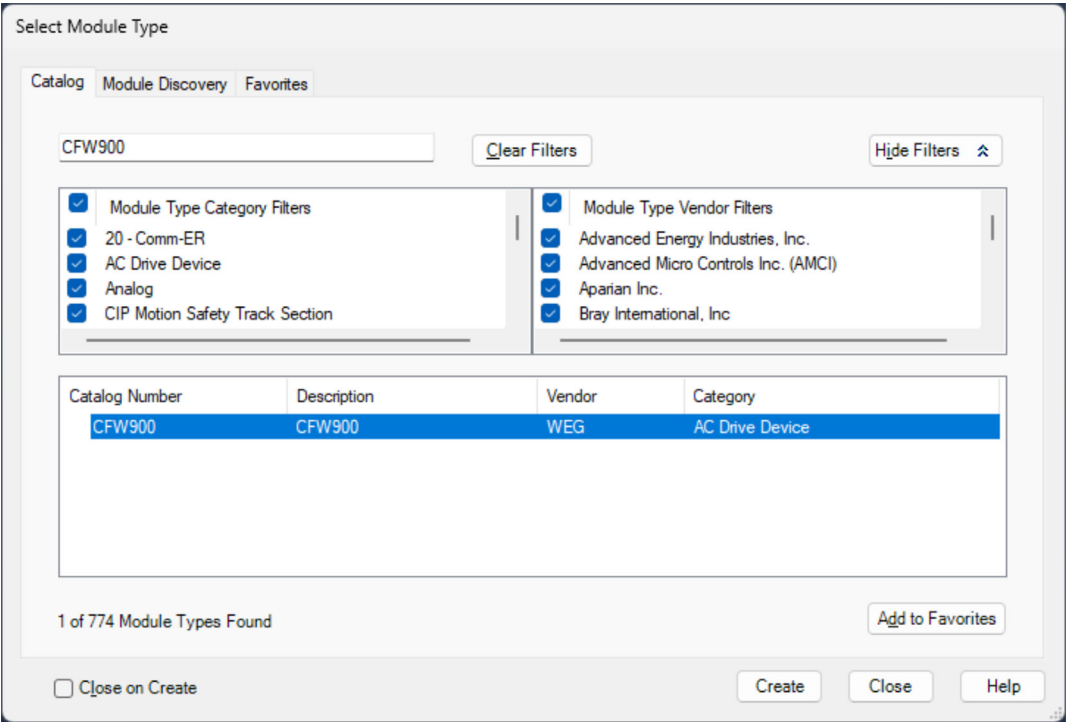 Select Module Type
Catalog Module Discovery Favorites
CFW900 Clear Filters Hide Filters
Module Type Category Filters
20 - Comm-ER
AC Drive Device
Analog
CIP Motion Safety Track Section
Module Type Vendor Filters
Advanced Energy Industries, Inc.
Advanced Micro Controls Inc. (AMCI)
Aparian Inc.
Bray International, Inc
Catalog Number Description Vendor Category
CFW900 CFW900 WEG AC Drive Device
1 of 774 Module Types Found Add to Favorites
Close on Create Create Close Help